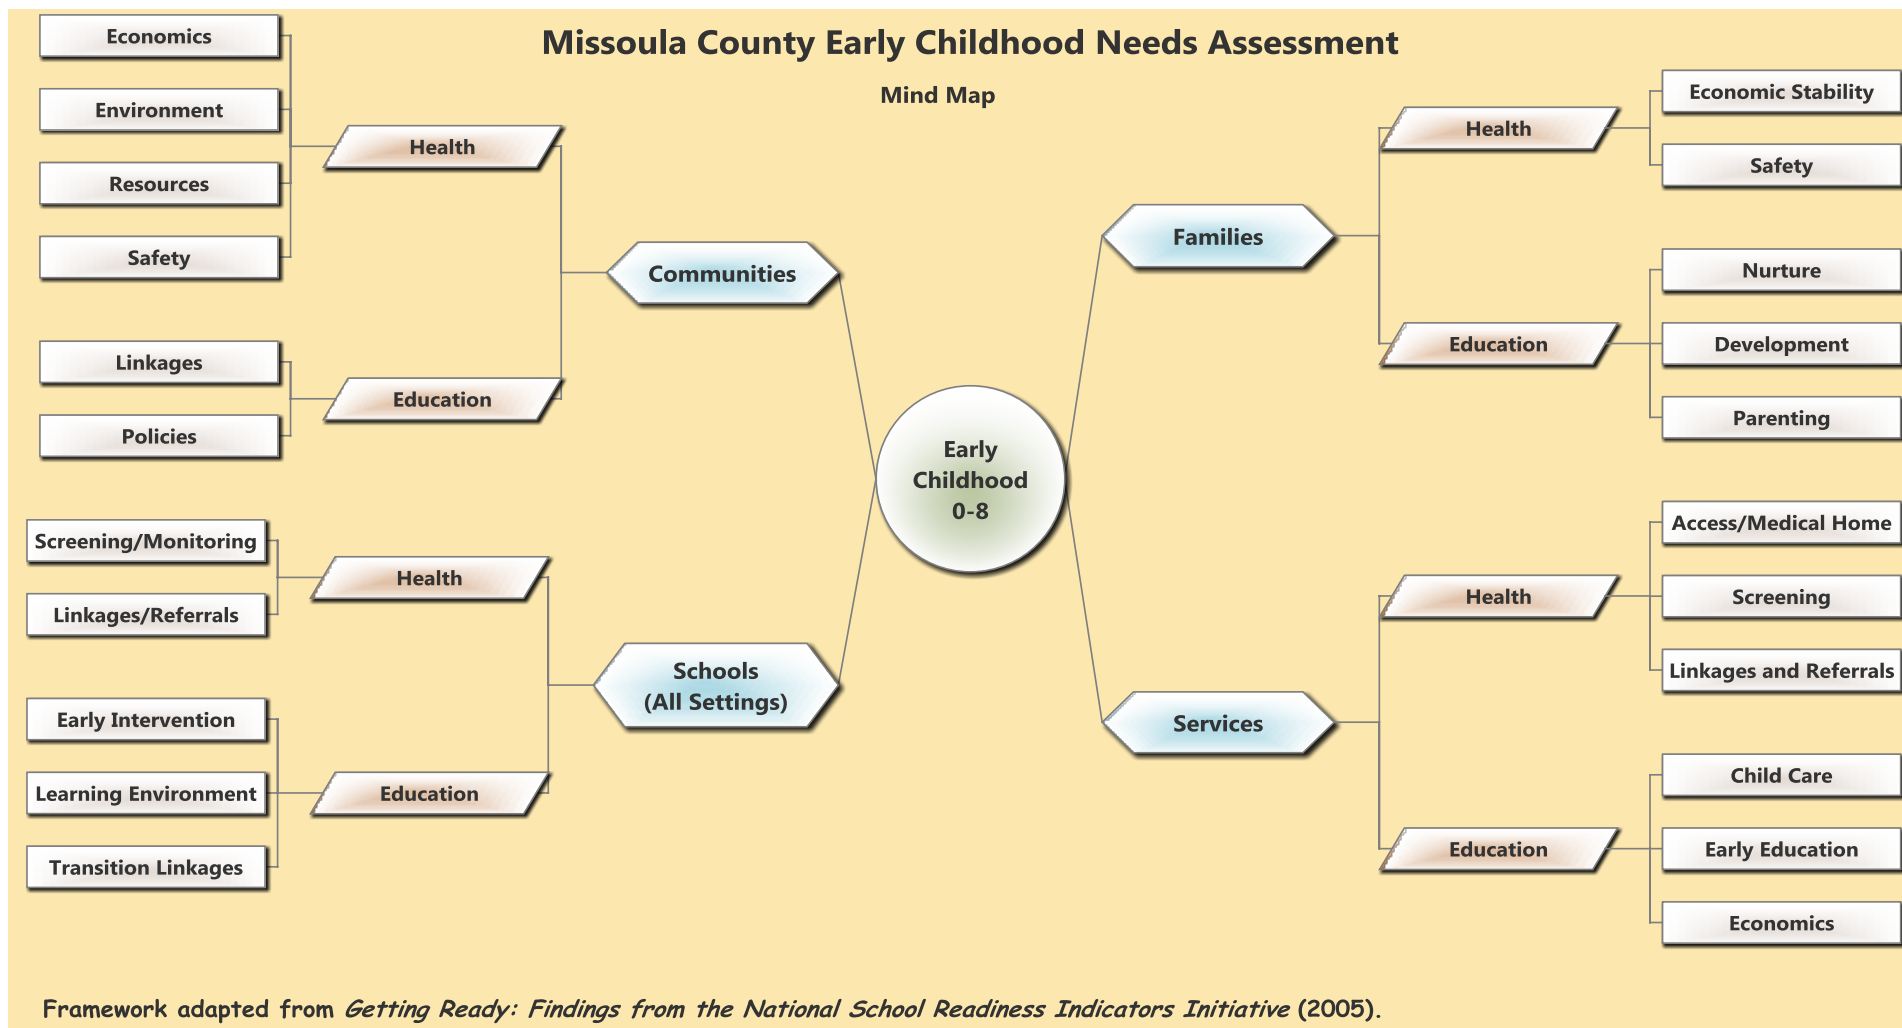 Missoula County Early Childhood Needs Assessment
Mind Map
Economics
Environment
Resources
Safety
Health
Linkages
Policies
Education
Communities
Screening/Monitoring
Linkages/Referrals
Health
Early Intervention
Learning Environment
Transition Linkages
Education
Schools
(All Settings)
Early
Childhood
0-8
Families
Health
Economic Stability
Safety
Education
Nurture
Development
Parenting
Services
Health
Access/Medical Home
Screening
Linkages and Referrals
Education
Child Care
Early Education
Economics
Framework adapted from Getting Ready: Findings from the National School Readiness Indicators Initiative (2005).